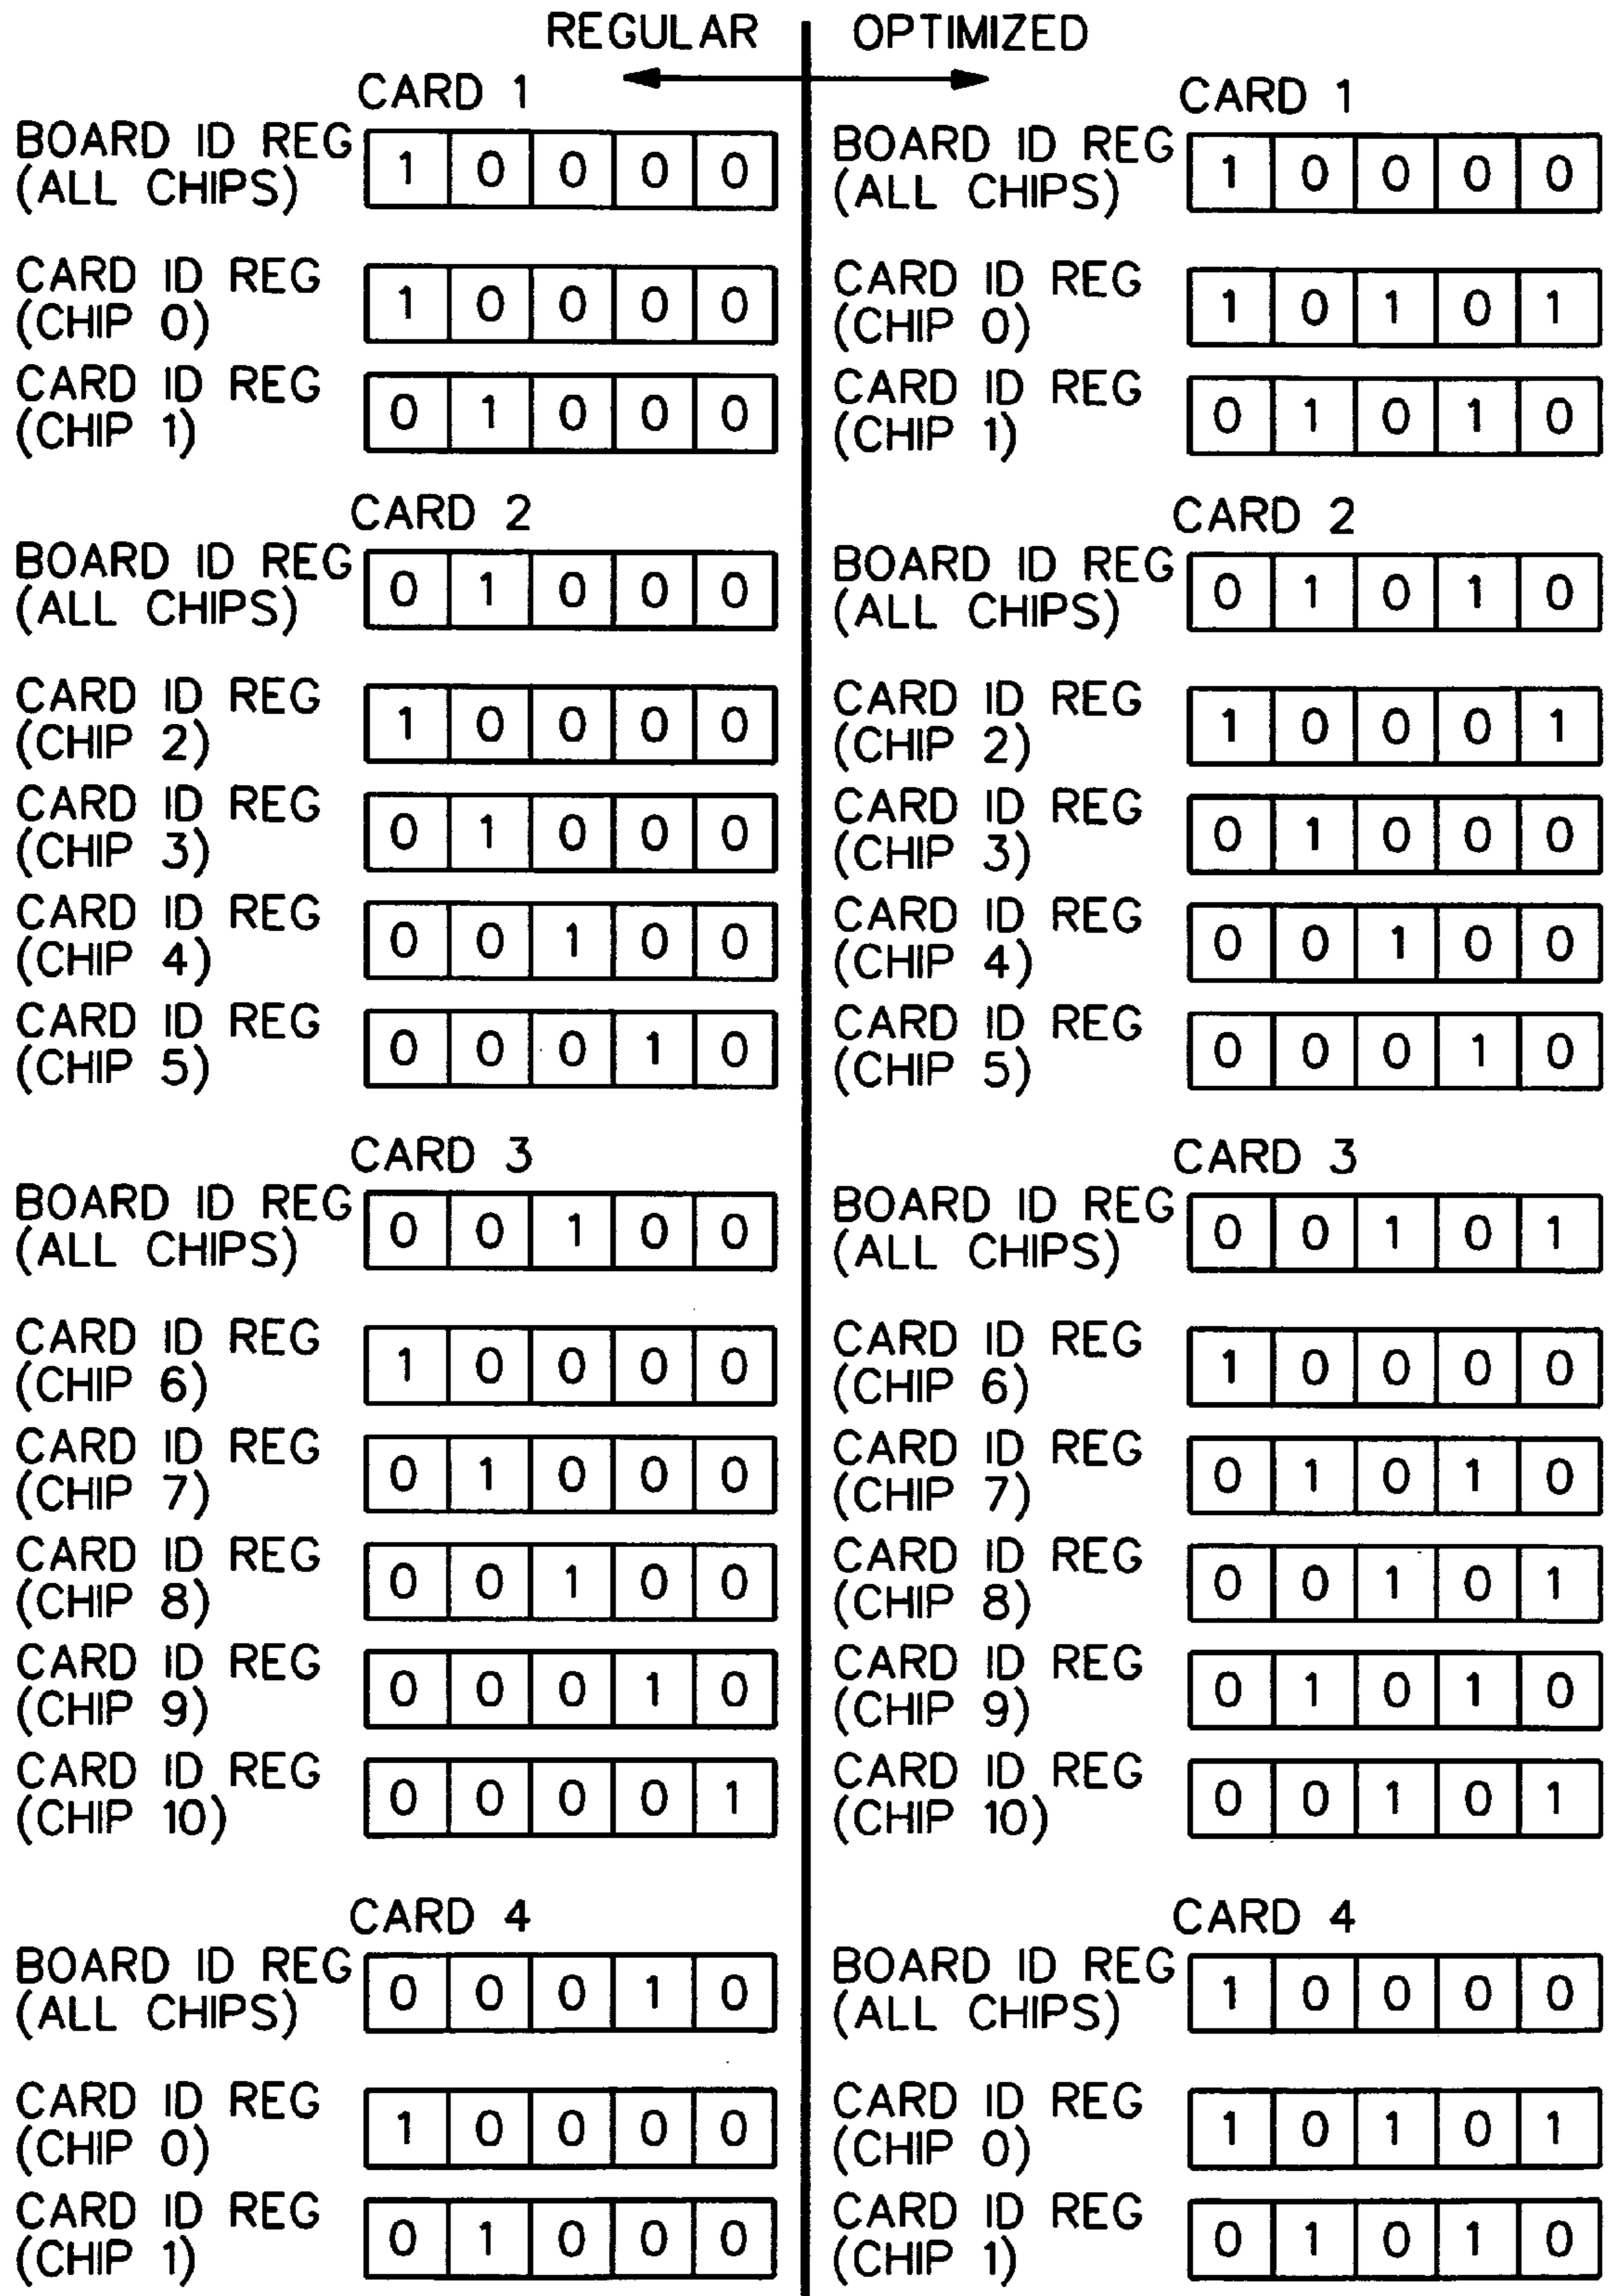 REGULAR OPTIMIZED
CARD 1 CARD 1
BOARD ID REG 1 0 0 0 0 BOARD ID REG 1 0 0 0 0
(ALL CHIPS) (ALL CHIPS)
CARD ID REG 1 0 0 0 0 CARD ID REG 1 0 1 0 1
(CHIP 0) (CHIP 0)
CARD ID REG 0 1 0 0 0 CARD ID REG 0 1 0 1 0
(CHIP 1) (CHIP 1)
CARD 2 CARD 2
BOARD ID REG 0 1 0 0 0 BOARD ID REG 0 1 0 1 0
(ALL CHIPS) (ALL CHIPS)
CARD ID REG 1 0 0 0 0 CARD ID REG 1 0 0 0 1
(CHIP 2) (CHIP 2)
CARD ID REG 0 1 0 0 0 CARD ID REG 0 1 0 0 0
(CHIP 3) (CHIP 3)
CARD ID REG 0 0 1 0 0 CARD ID REG 0 0 1 0 0
(CHIP 4) (CHIP 4)
CARD ID REG 0 0 0 1 0 CARD ID REG 0 0 0 1 0
(CHIP 5) (CHIP 5)
CARD 3 CARD 3
BOARD ID REG 0 0 1 0 0 BOARD ID REG 0 0 1 0 1
(ALL CHIPS) (ALL CHIPS)
CARD ID REG 1 0 0 0 0 CARD ID REG 1 0 0 0 0
(CHIP 6) (CHIP 6)
CARD ID REG 0 1 0 0 0 CARD ID REG 0 1 0 1 0
(CHIP 7) (CHIP 7)
CARD ID REG 0 0 1 0 0 CARD ID REG 0 0 1 0 1
(CHIP 8) (CHIP 8)
CARD ID REG 0 0 0 1 0 CARD ID REG 0 1 0 1 0
(CHIP 9) (CHIP 9)
CARD ID REG 0 0 0 0 1 CARD ID REG 0 0 1 0 1
(CHIP 10) (CHIP 10)
CARD 4 CARD 4
BOARD ID REG 0 0 0 1 0 BOARD ID REG 1 0 0 0 0
(ALL CHIPS) (ALL CHIPS)
CARD ID REG 1 0 0 0 0 CARD ID REG 1 0 1 0 1
(CHIP 0) (CHIP 0)
CARD ID REG 0 1 0 0 0 CARD ID REG 0 1 0 1 0
(CHIP 1) (CHIP 1)